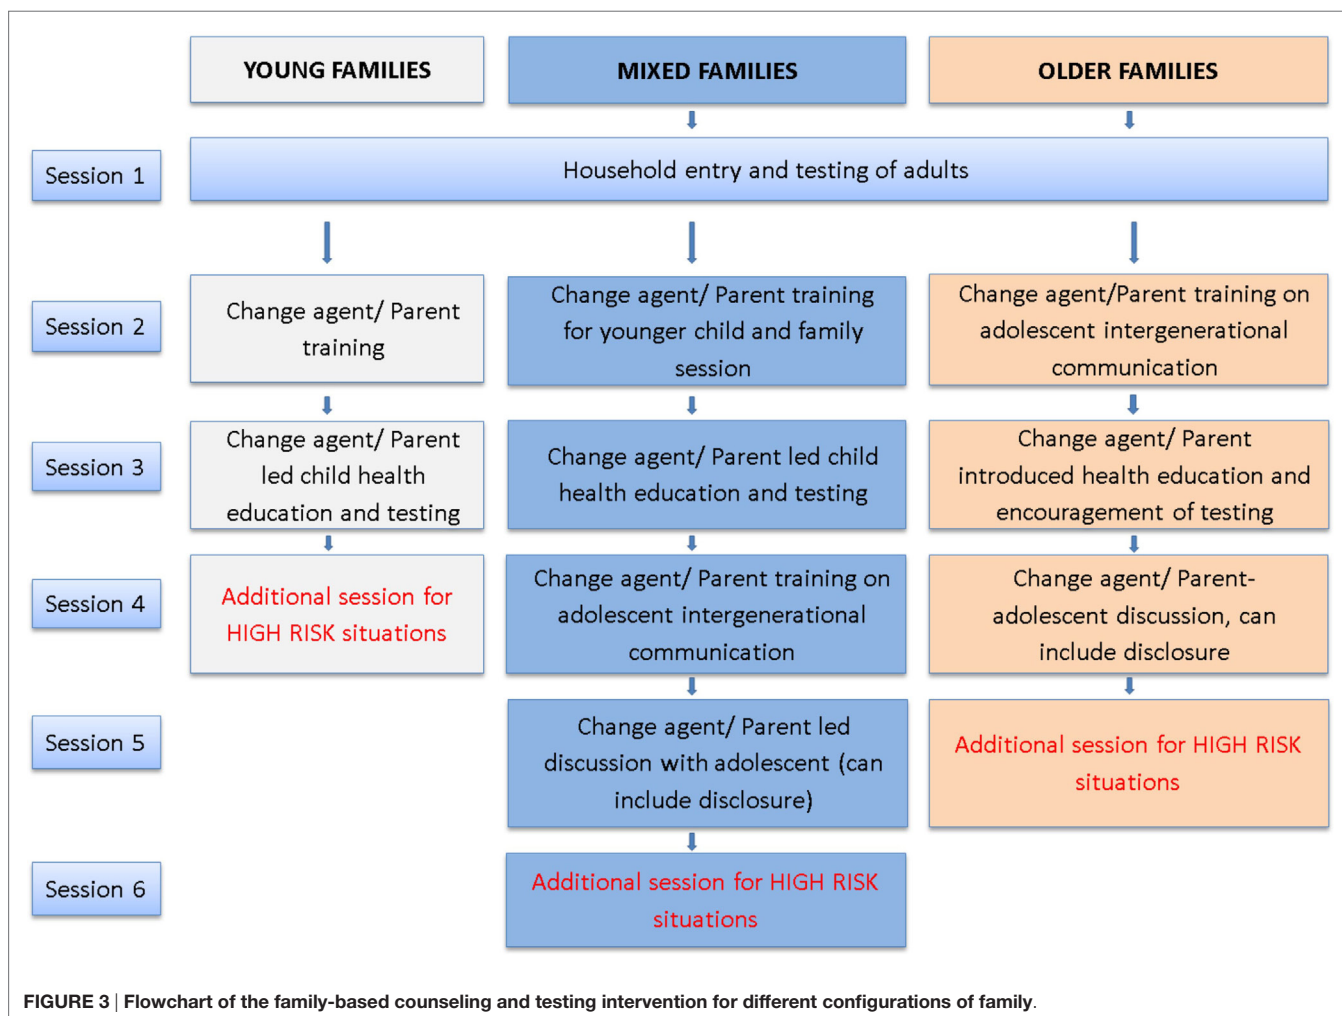 YOUNG FAMILIES
MIXED FAMILIES
OLDER FAMILIES
Session 1
Household entry and testing of adults
Session 2
Change agent/ Parent
training
Change agent/ Parent training
for younger child and family
session
Change agent/Parent training on
adolescent intergenerational
communication
Session 3
Change agent/ Parent
led child health
education and testing
Change agent/ Parent led child
health education and testing
Change agent/ Parent
introduced health education and
encouragement of testing
Session 4
Additional session for
HIGH RISK situations
Change agent/ Parent training on
adolescent intergenerational
communication
Change agent/ Parent-
adolescent discussion, can
include disclosure
Session 5
Change agent/ Parent led
discussion with adolescent (can
include disclosure)
Additional session for HIGH RISK
situations
Session 6
Additional session for HIGH RISK
situations
FIGURE 3 | Flowchart of the family-based counseling and testing intervention for different configurations of family.